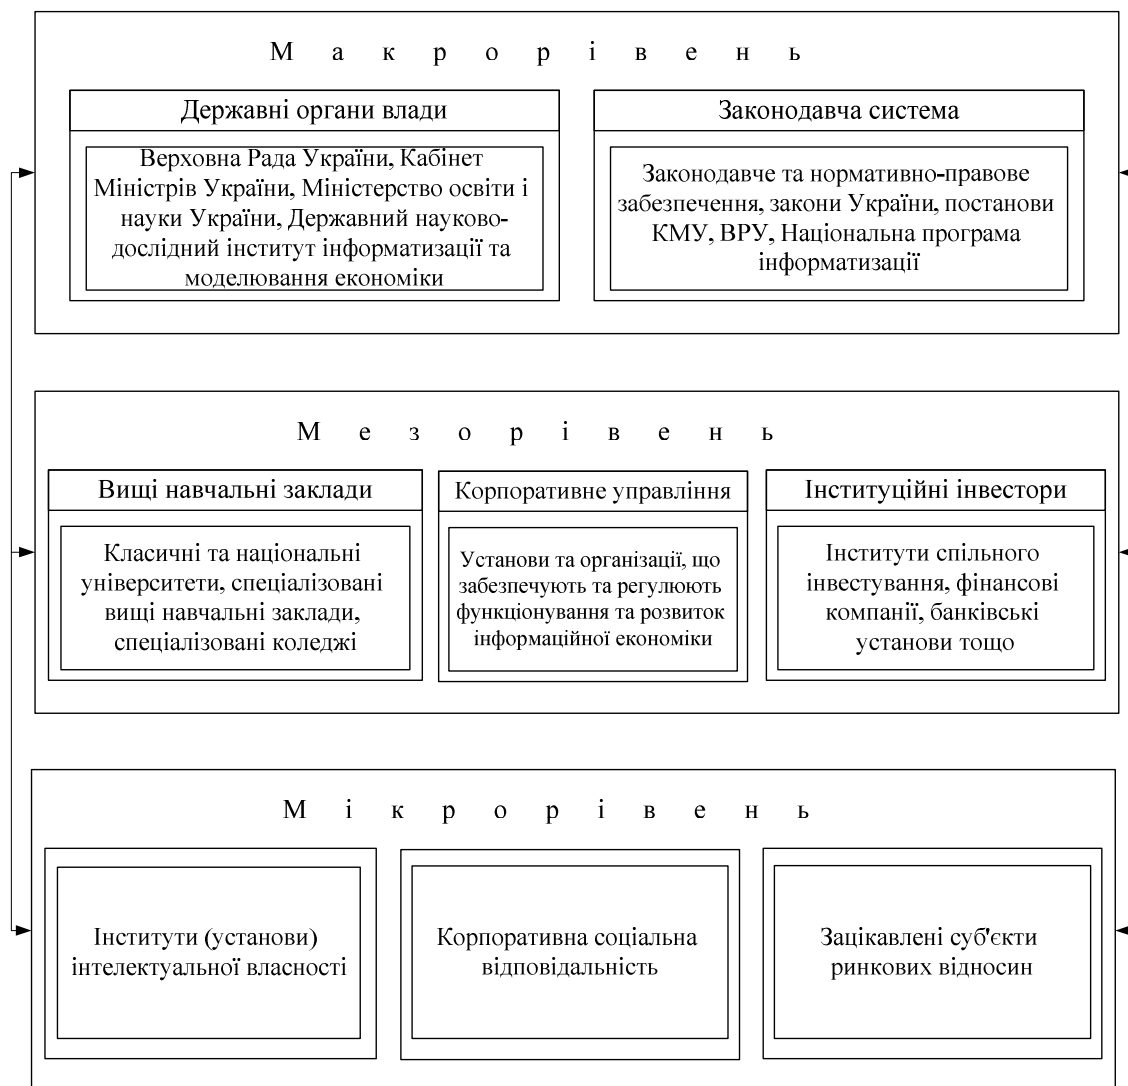 М а к р о р і в е н ь
Державні органи влади
Верховна Рада України, Кабінет
Міністрів України, Міністерство освіти і
науки України, Державний науково-
дослідний інститут інформатизації та
моделювання економіки
Законодавча система
Законодавче та нормативно-правове
забезпечення, закони України, постанови
КМУ, ВРУ, Національна програма
інформатизації
М е з о р і в е н ь
Вищі навчальні заклади
Класичні та національні
університети, спеціалізовані
вищі навчальні заклади,
спеціалізовані коледжі
Корпоративне управління
Установи та організації, що
забезпечують та регулюють
функціонування та розвиток
інформаційної економіки
Інституційні інвестори
Інститути спільного
інвестування, фінансові
компанії, банківські
установи тощо
М і к р о р і в е н ь
Інститути (установи)
інтелектуальної власності
Корпоративна соціальна
відповідальність
Зацікавлені суб'єкти
ринкових відносин